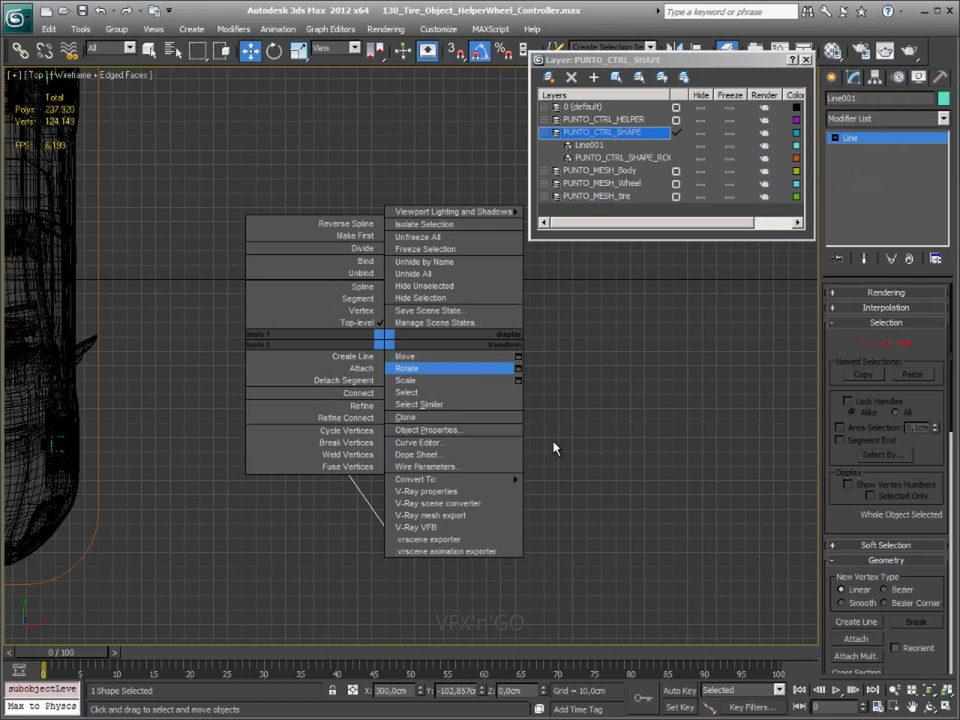 Autodesk 3ds Max 2012 x64    130_Tire_Object_HelperWheel_Controller.max
Type a keyword or phrase
Edit Tools Group Views Create Modifiers Animation Graph Editors Rendering Customize MAXScript Help
All
View
Create Selection Se
[ + ] [ Top ] [ Wireframe + Edged Faces ]
Total
Polys: 237.920
Verts: 124.149
FPS: 6,199
Layer: PUNTO_CTRL_SHAPE
Layers Hide Freeze Render Color
0 (default)
PUNTO_CTRL_HELPER
PUNTO_CTRL_SHAPE
Line001
PUNTO_CTRL_SHAPE_RO
PUNTO_MESH_Body
PUNTO_MESH_Wheel
PUNTO_MESH_tire
Reverse Spline
Make First
Divide
Bind
Unbind
Spline
Segment
Vertex
Top-level
tools 1
tools 2
Create Line
Attach
Detach Segment
Connect
Refine
Refine Connect
Cycle Vertices
Break Vertices
Weld Vertices
Fuse Vertices
Viewport Lighting and Shadows
Isolate Selection
Unfreeze All
Freeze Selection
Unhide by Name
Unhide All
Hide Unselected
Hide Selection
Save Scene State...
Manage Scene States...
display
transform
Move
Rotate
Scale
Select
Select Similar
Clone
Object Properties...
Curve Editor...
Dope Sheet...
Wire Parameters...
Convert To:
V-Ray properties
V-Ray scene converter
V-Ray mesh export
V-Ray VFB
.vrscene exporter
.vrscene animation exporter
Line001
Modifier List
Line
Rendering
Interpolation
Selection
Named Selections:
Copy Paste
Lock Handles
Alike All
Area Selection: 0,1cm
Segment End
Select By...
Display
Show Vertex Numbers
Selected Only
Whole Object Selected
Soft Selection
Geometry
New Vertex Type
Linear Bezier
Smooth Bezier Corner
Create Line Break
Attach Reorient
Attach Mult.
Cross Section
VFX'n'GO
0 / 100
0 5 10 15 20 25 30 35 40 45 50 55 60 65 70 75 80 85 90 95 100
subobjectLeve
Max to Physcs
1 Shape Selected
X: 300,0cm Y: -102,857c Z: 0,0cm Grid = 10,0cm
Auto Key Selected
Click and drag to select and move objects
Add Time Tag
Set Key Key Filters... 0